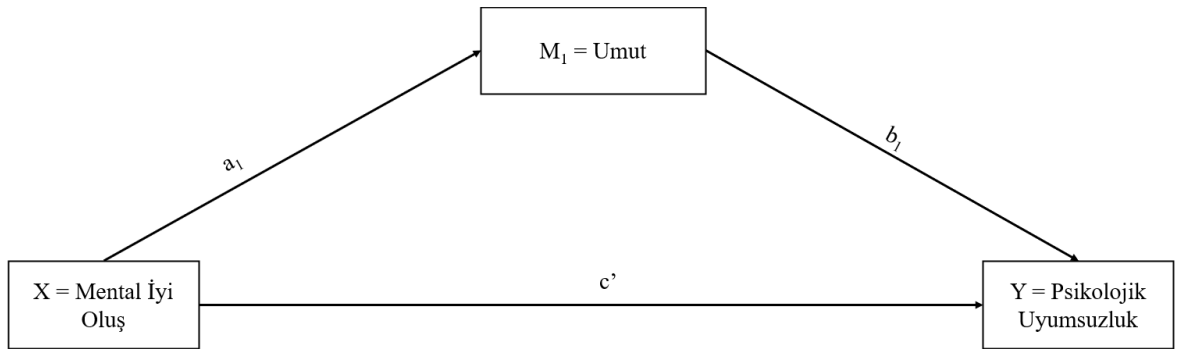 M₁ = Umut
a₁
b₁
X = Mental İyi
Oluş
c’
Y = Psikolojik
Uyumsuzluk